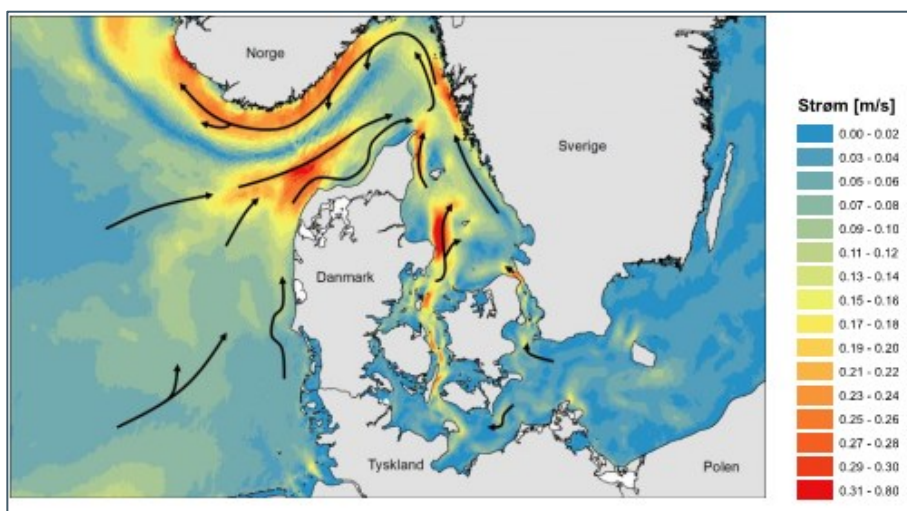 Norge
Sverige
Danmark
Tyskland
Polen
Strøm [m/s]
0.00 - 0.02
0.03 - 0.04
0.05 - 0.06
0.07 - 0.08
0.09 - 0.10
0.11 - 0.12
0.13 - 0.14
0.15 - 0.16
0.17 - 0.18
0.19 - 0.20
0.21 - 0.22
0.23 - 0.24
0.25 - 0.26
0.27 - 0.28
0.29 - 0.30
0.31 - 0.80